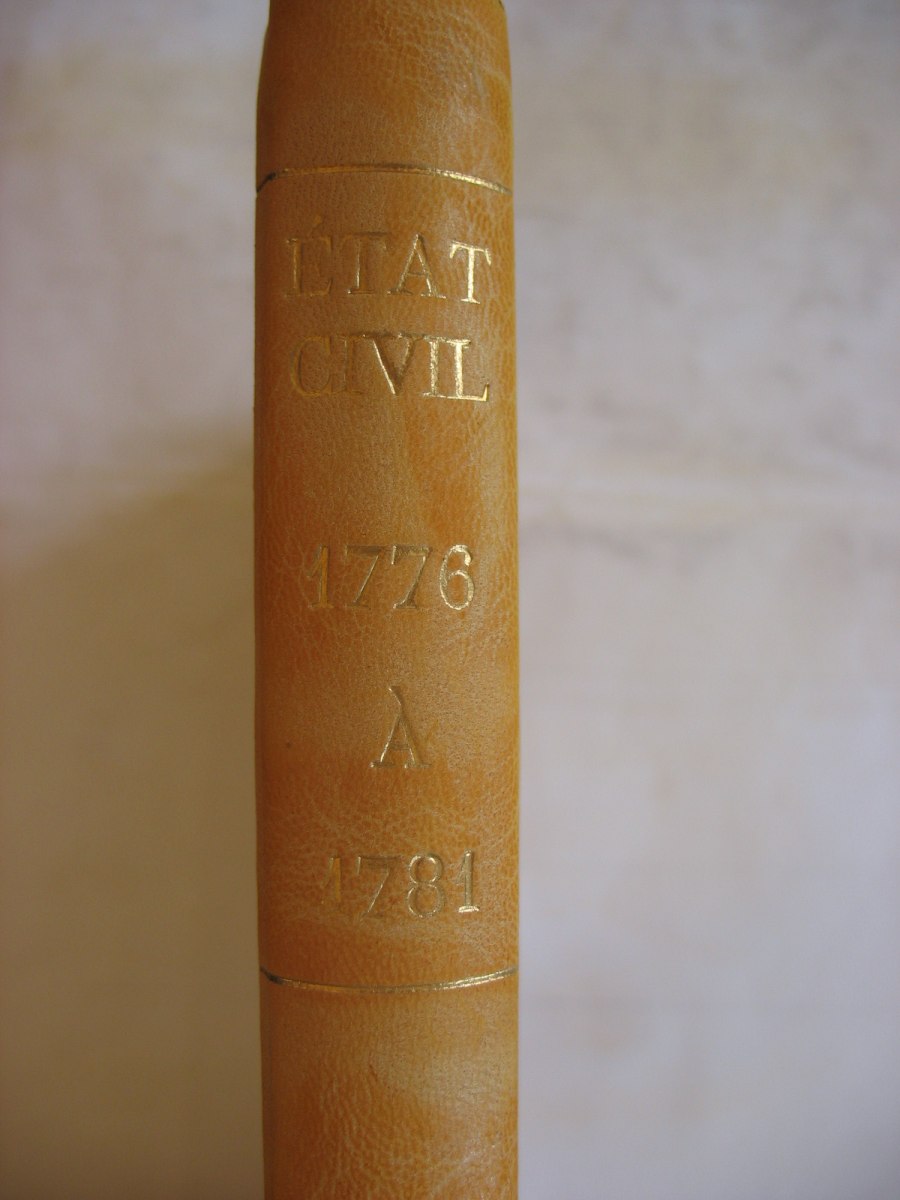 ÉTAT
CIVIL
1776
À
1781